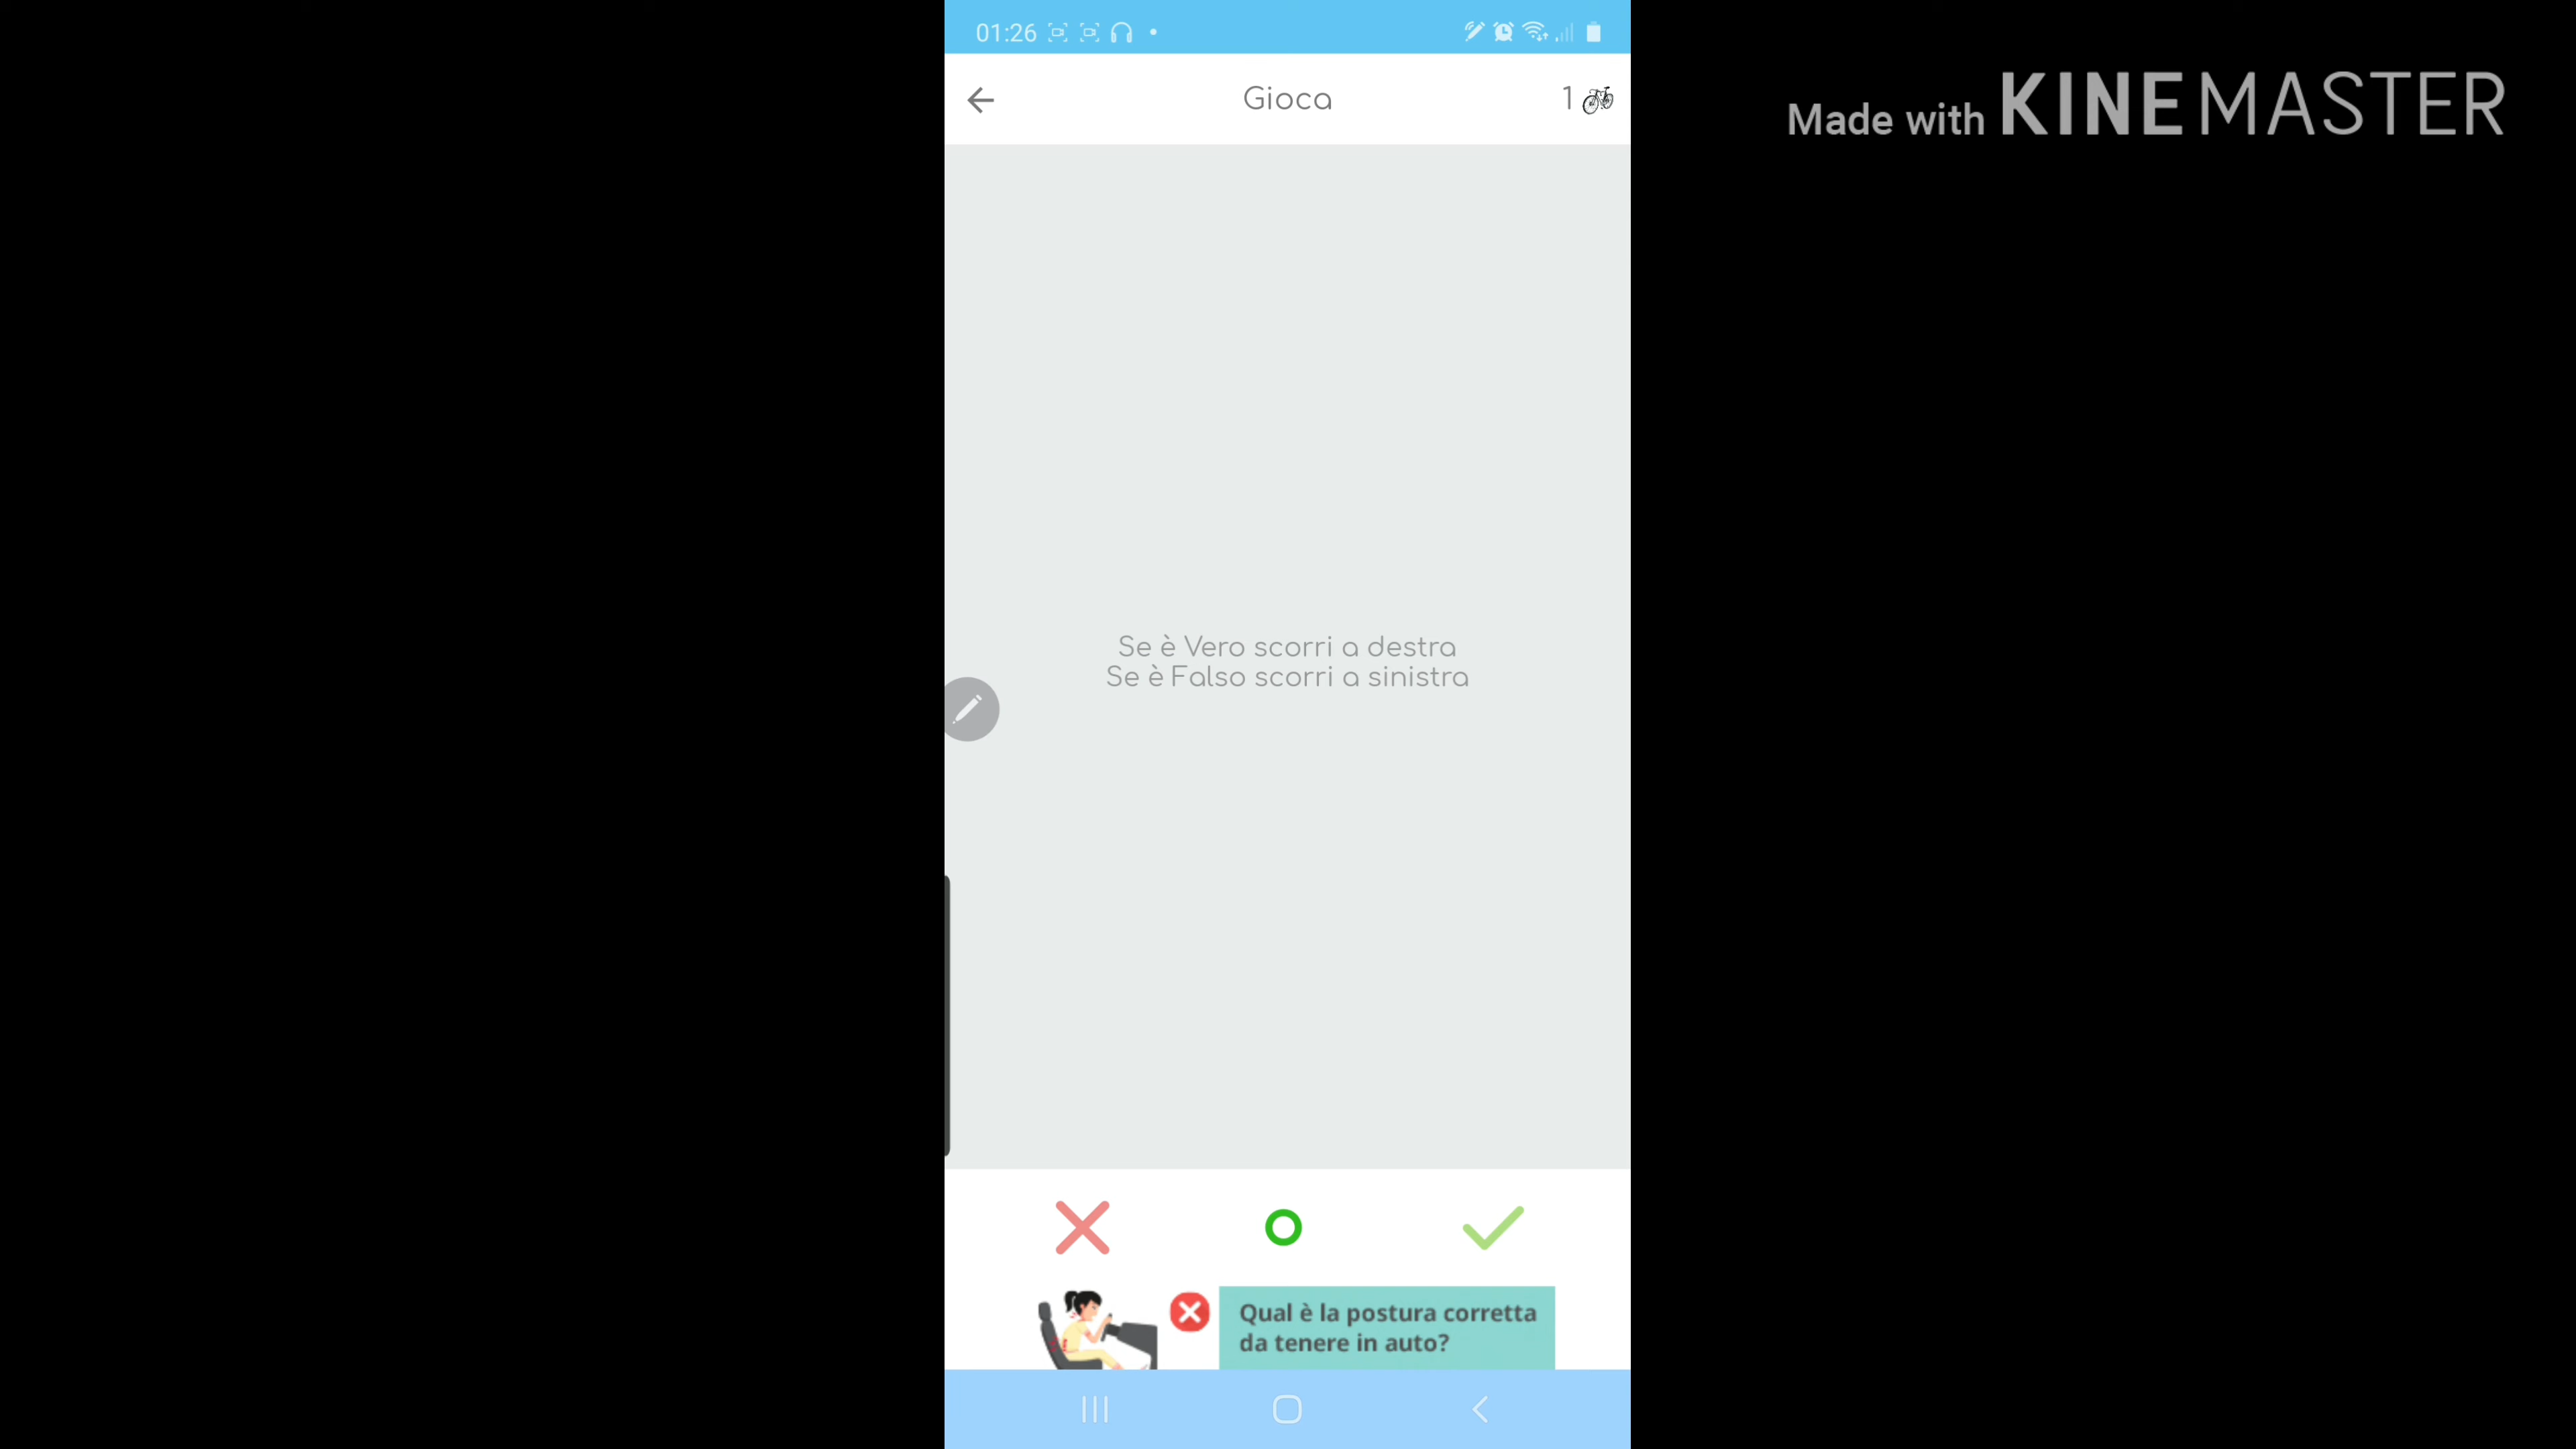 01:26
Made with KINEMASTER
Gioca
1
Se è Vero scorri a destra
Se è Falso scorri a sinistra
Qual è la postura corretta
da tenere in auto?